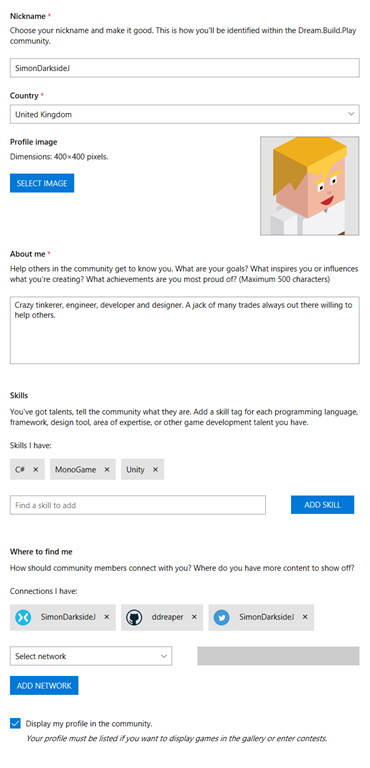 Nickname *
Choose your nickname and make it good. This is how you'll be identified within the Dream.Build.Play
community.
SimonDarksideJ
Country *
United Kingdom
Profile image
Dimensions: 400×400 pixels.
SELECT IMAGE
About me *
Help others in the community get to know you. What are your goals? What inspires you or influences
what you're creating? What achievements are you most proud of? (Maximum 500 characters)
Crazy tinkerer, engineer, developer and designer. A jack of many trades always out there willing to
help others.
Skills
You've got talents, tell the community what they are. Add a skill tag for each programming language,
framework, design tool, area of expertise, or other game development talent you have.
Skills I have:
C# × MonoGame × Unity ×
Find a skill to add ADD SKILL
Where to find me
How should community members connect with you? Where do you have more content to show off?
Connections I have:
SimonDarksideJ × ddreaper × SimonDarksideJ ×
Select network
ADD NETWORK
Display my profile in the community.
Your profile must be listed if you want to display games in the gallery or enter contests.